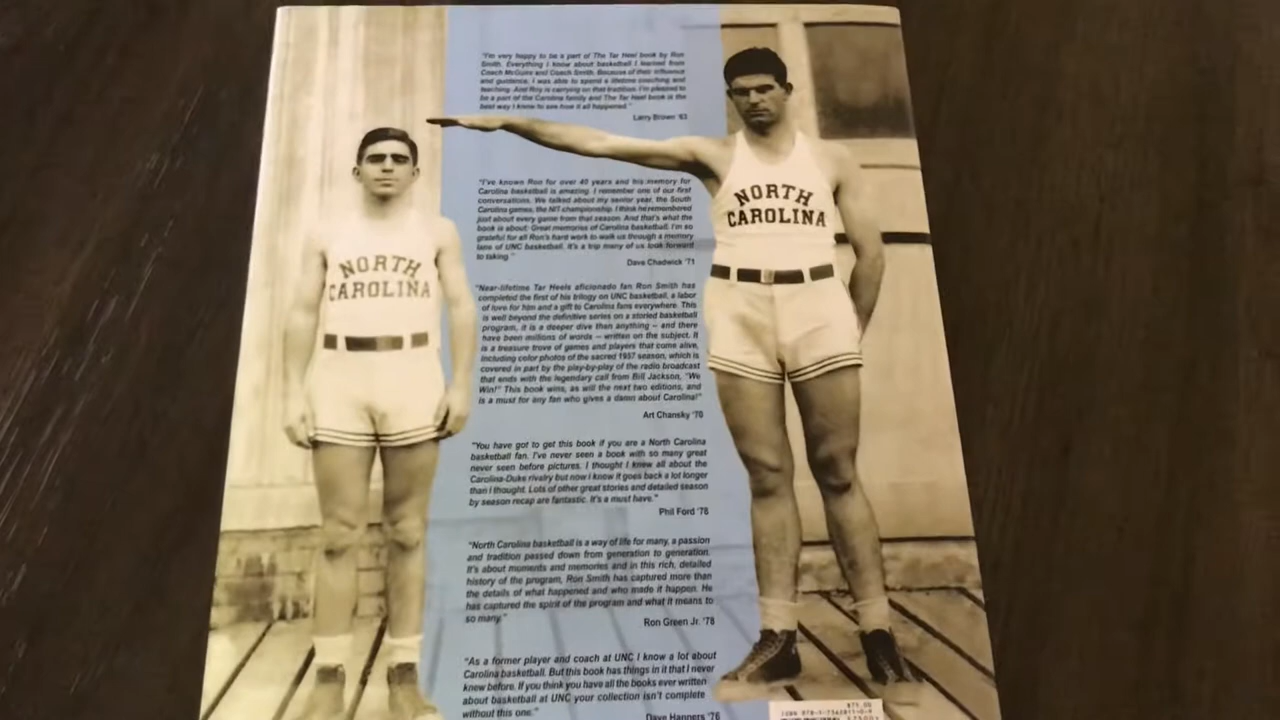 "I'm very happy to be a part of The Tar Heel book by Ron
Smith. Everything I know about basketball I learned from
Coach McGuire and Coach Smith. Because of their influence
and guidance, I was able to spend a lifetime coaching and
teaching. And Roy is carrying on that tradition. I'm pleased to
be a part of the Carolina family and The Tar Heel book is the
best way I know to see how it all happened."
Larry Brown '63
"I've known Ron for over 40 years and his memory for
Carolina basketball is amazing. I remember one of our first
conversations. We talked about my senior year, the South
Carolina games, the NIT championship. I think he remembered
just about every game from that season. And that's what the
book is about: Great memories of Carolina basketball. I'm so
grateful for all Ron's hard work to walk us through a memory
lane of UNC basketball. It's a trip many of us look forward
to taking."
Dave Chadwick '71
"Near-lifetime Tar Heels aficionado fan Ron Smith has
completed the first of his trilogy on UNC basketball, a labor
of love for him and a gift to Carolina fans everywhere. This
is well beyond the definitive series on a storied basketball
program, it is a deeper dive than anything – and there
have been millions of words – written on the subject. It
is a treasure trove of games and players that come alive,
including color photos of the sacred 1957 season, which is
covered in part by the play-by-play of the radio broadcast
that ends with the legendary call from Bill Jackson, "We
Win!" This book wins, as will the next two editions, and
is a must for any fan who gives a damn about Carolina!"
Art Chansky '70
"You have got to get this book if you are a North Carolina
basketball fan. I've never seen a book with so many great
never seen before pictures. I thought I knew all about the
Carolina-Duke rivalry but now i know it goes back a lot longer
than I thought. Lots of other great stories and detailed season
by season recap are fantastic. It's a must have."
Phil Ford '78
"North Carolina basketball is a way of life for many, a passion
and tradition passed down from generation to generation.
It's about moments and memories and in this rich, detailed
history of the program, Ron Smith has captured more than
the details of what happened and who made it happen. He
has captured the spirit of the program and what it means to
so many."
Ron Green Jr. '78
"As a former player and coach at UNC I know a lot about
Carolina basketball. But this book has things in it that I never
knew before. If you think you have all the books ever written
about basketball at UNC your collection isn't complete
without this one."
Dave Hanners '76
NORTH
CAROLINA
NORTH
CAROLINA
$75.00